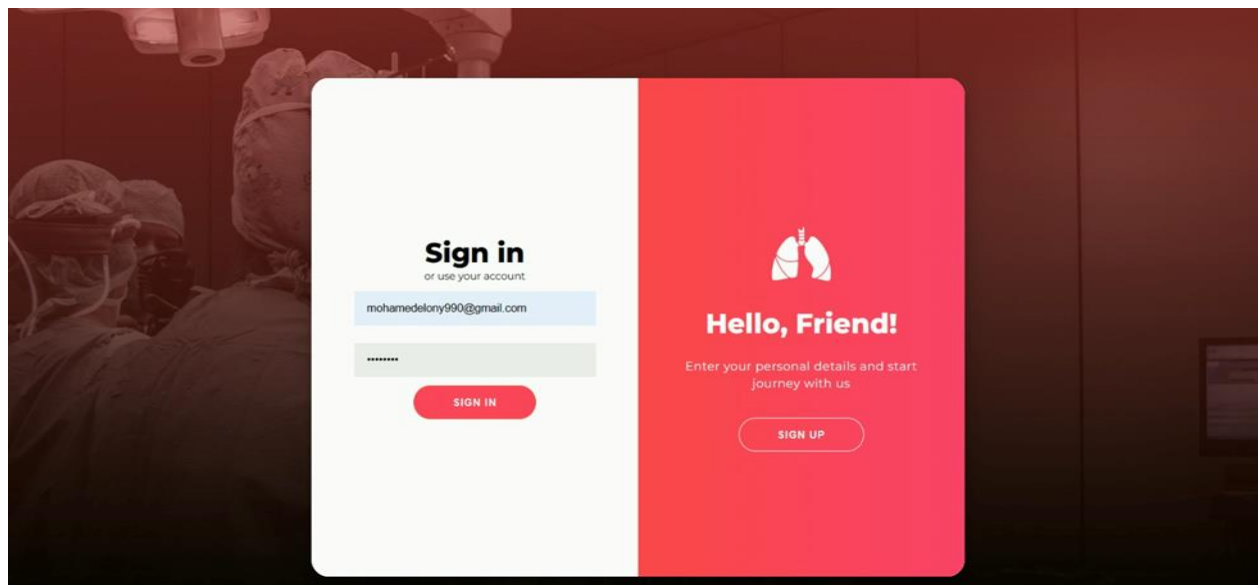 Sign in
or use your account
mohamedelony990@gmail.com
••••••••
SIGN IN
Hello, Friend!
Enter your personal details and start
journey with us
SIGN UP